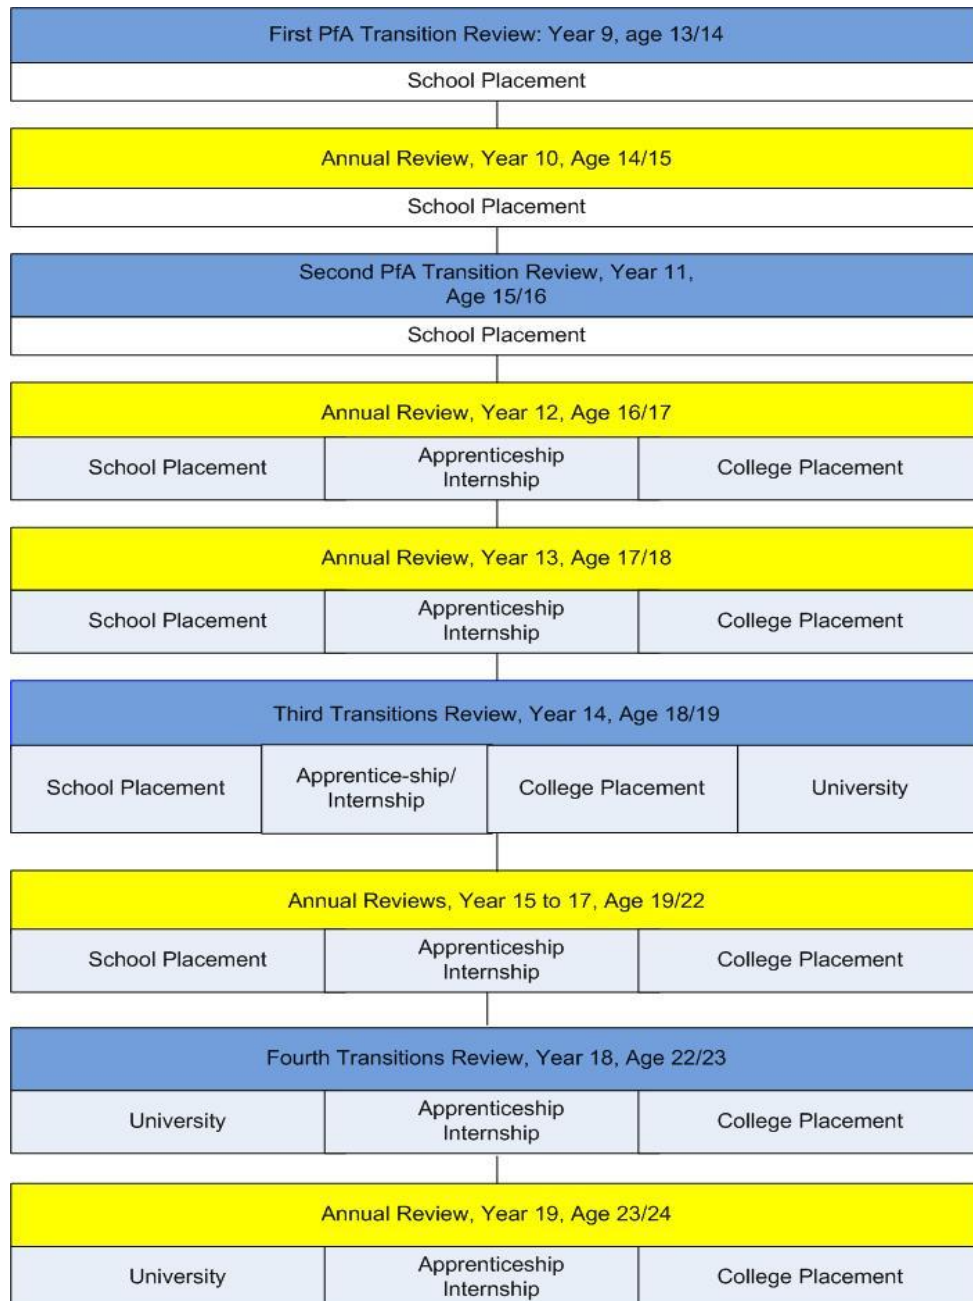 First PfA Transition Review: Year 9, age 13/14
School Placement
Annual Review, Year 10, Age 14/15
School Placement
Second PfA Transition Review, Year 11,
Age 15/16
School Placement
Annual Review, Year 12, Age 16/17
School Placement
Apprenticeship
Internship
College Placement
Annual Review, Year 13, Age 17/18
School Placement
Apprenticeship
Internship
College Placement
Third Transitions Review, Year 14, Age 18/19
School Placement
Apprentice-ship/
Internship
College Placement
University
Annual Reviews, Year 15 to 17, Age 19/22
School Placement
Apprenticeship
Internship
College Placement
Fourth Transitions Review, Year 18, Age 22/23
University
Apprenticeship
Internship
College Placement
Annual Review, Year 19, Age 23/24
University
Apprenticeship
Internship
College Placement